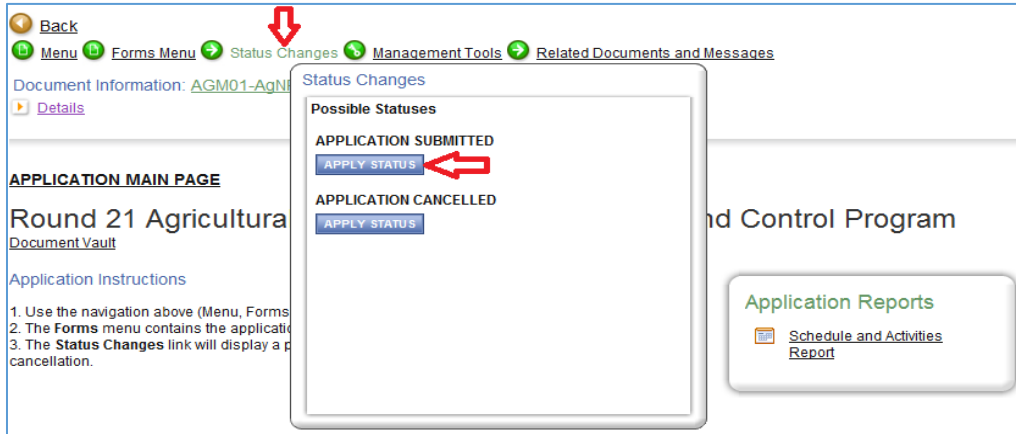 Back
Menu Forms Menu Status Changes Management Tools Related Documents and Messages
Document Information: AGM01-AgN
Details
Status Changes
Possible Statuses
APPLICATION SUBMITTED
APPLY STATUS
APPLICATION CANCELLED
APPLY STATUS
APPLICATION MAIN PAGE
Round 21 Agricultura nd Control Program
Document Vault
Application Instructions
1. Use the navigation above (Menu, Forms
2. The Forms menu contains the applicatio
3. The Status Changes link will display a p
cancellation.
Application Reports
Schedule and Activities
Report